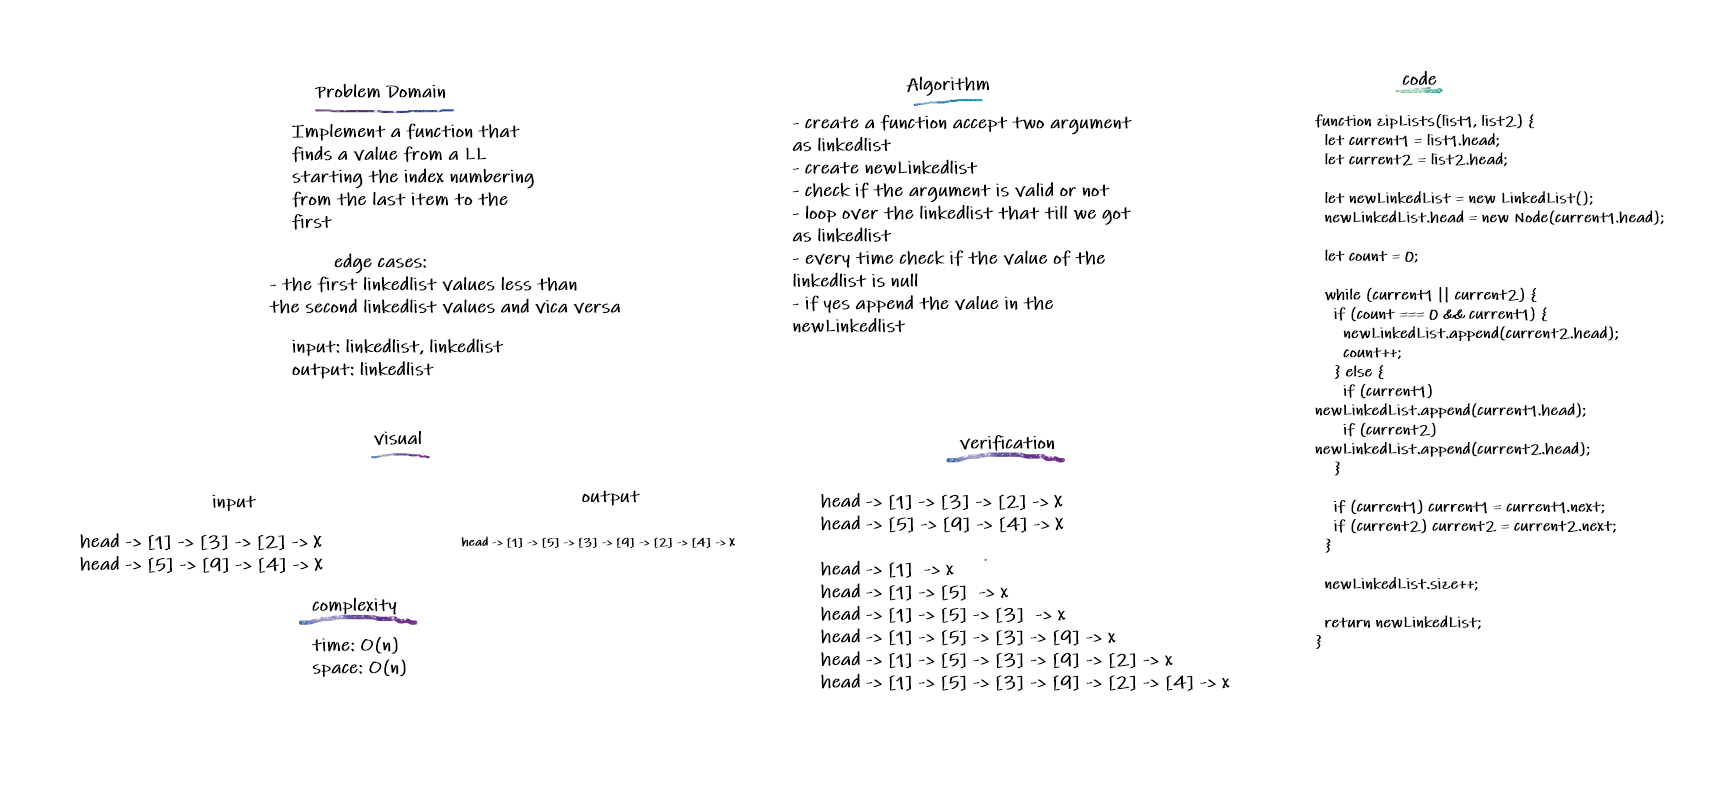 Problem Domain
Implement a function that
finds a value from a LL
starting the index numbering
from the last item to the
first
edge cases:
- the first linkedlist values less than
the second linkedlist values and vica versa
input: linkedlist, linkedlist
output: linkedlist
visual
input
output
head -> [1] -> [3] -> [2] -> X
head -> [5] -> [9] -> [4] -> X
head -> [1] -> [5] -> [3] -> [9] -> [2] -> [4] -> X
complexity
time: O(n)
space: O(n)
Algorithm
- create a function accept two argument
as linkedlist
- create newLinkedlist
- check if the argument is valid or not
- loop over the linkedlist that till we got
as linkedlist
- every time check if the value of the
linkedlist is null
- if yes append the value in the
newLinkedlist
verification
head -> [1] -> [3] -> [2] -> X
head -> [5] -> [9] -> [4] -> X
head -> [1]  -> X
head -> [1] -> [5]  -> X
head -> [1] -> [5] -> [3]  -> X
head -> [1] -> [5] -> [3] -> [9] -> X
head -> [1] -> [5] -> [3] -> [9] -> [2] -> X
head -> [1] -> [5] -> [3] -> [9] -> [2] -> [4] -> X
code
function zipLists(list1, list2) {
let current1 = list1.head;
let current2 = list2.head;
let newLinkedList = new LinkedList();
newLinkedList.head = new Node(current1.head);
let count = 0;
while (current1 || current2) {
if (count === 0 && current1) {
newLinkedList.append(current2.head);
count++;
} else {
if (current1)
newLinkedList.append(current1.head);
if (current2)
newLinkedList.append(current2.head);
}
if (current1) current1 = current1.next;
if (current2) current2 = current2.next;
}
newLinkedList.size++;
return newLinkedList;
}